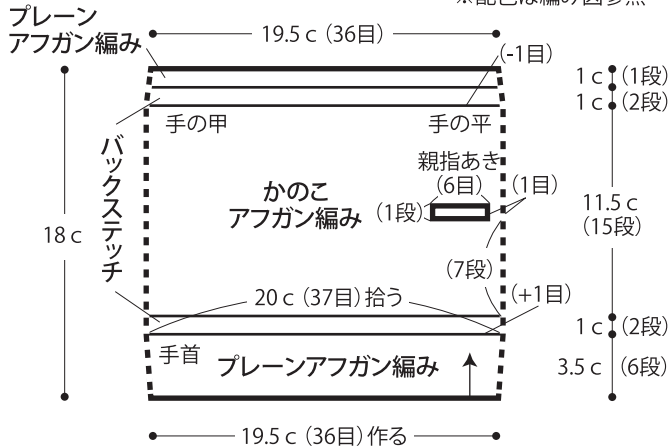 ※配色は編み図参照
プレーン
アフガン編み
19.5 c (36目)
(-1目)
1 c (1段)
1 c (2段)
手の甲
手の平
バックステッチ
親指あき
(6目)
(1目)
かのこ
アフガン編み
(1段)
11.5 c
(15段)
18 c
(7段)
20 c (37目) 拾う
(+1目)
1 c (2段)
手首
プレーンアフガン編み
3.5 c (6段)
19.5 c (36目) 作る